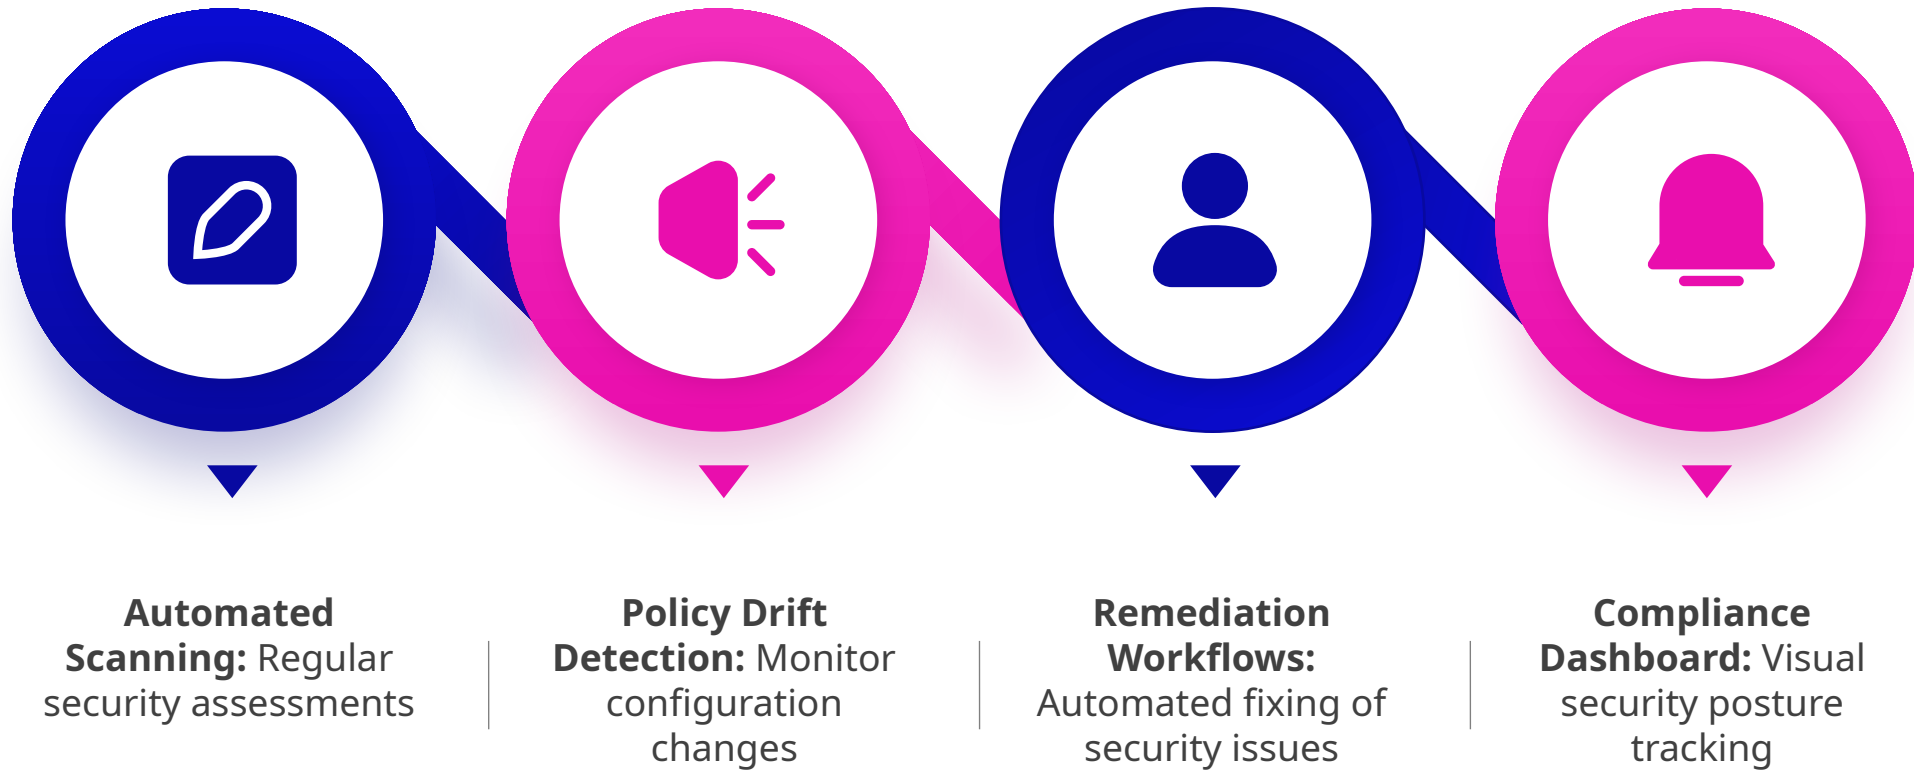 Automated
Scanning: Regular
security assessments
Policy Drift
Detection: Monitor
configuration
changes
Remediation
Workflows:
Automated fixing of
security issues
Compliance
Dashboard: Visual
security posture
tracking